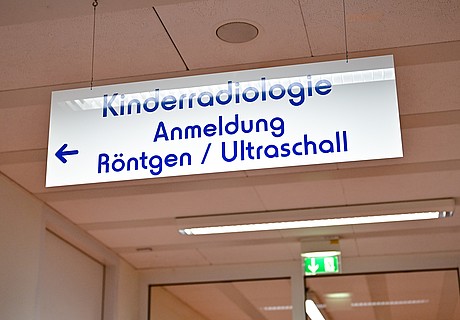 Kinderradiologie
Anmeldung
Röntgen / Ultraschall